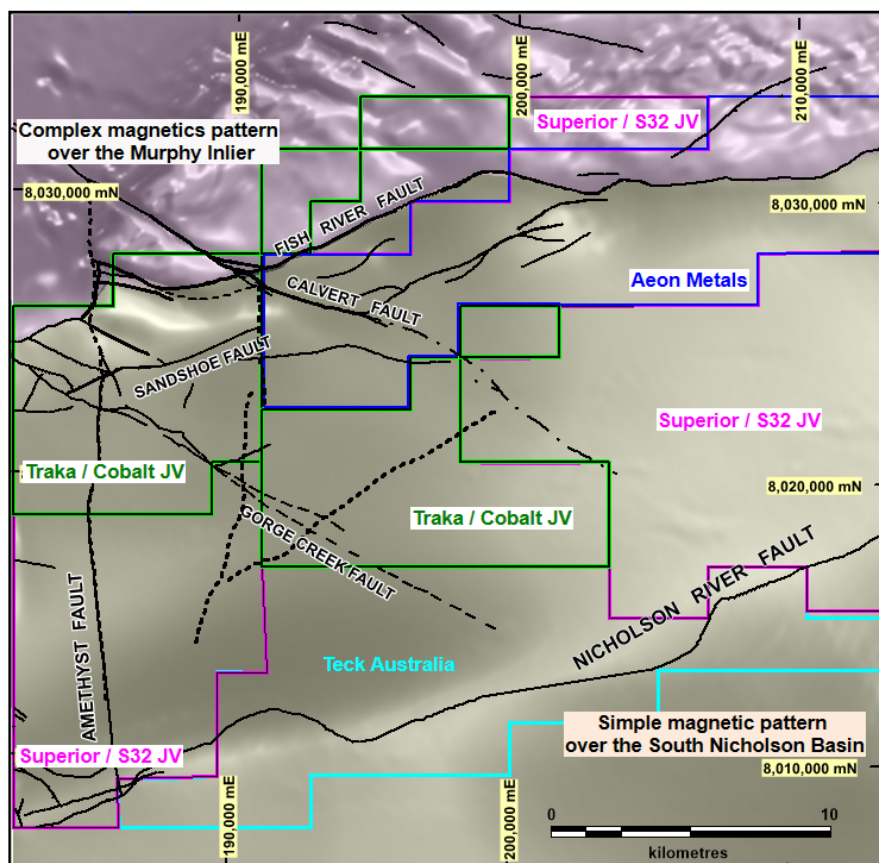 190,000 mE
200,000 mE
210,000 mE
Superior / S32 JV
Complex magnetics pattern
over the Murphy Inlier
8,030,000 mN
8,030,000 mN
FISH RIVER FAULT
CALVERT FAULT
Aeon Metals
SANDSHOE FAULT
Superior / S32 JV
Traka / Cobalt JV
8,020,000 mN
Traka / Cobalt JV
GORGE CREEK FAULT
NICHOLSON RIVER FAULT
AMETHYST FAULT
Teck Australia
Simple magnetic pattern
over the South Nicholson Basin
Superior / S32 JV
8,010,000 mN
190,000 mE
200,000 mE
0 10
kilometres